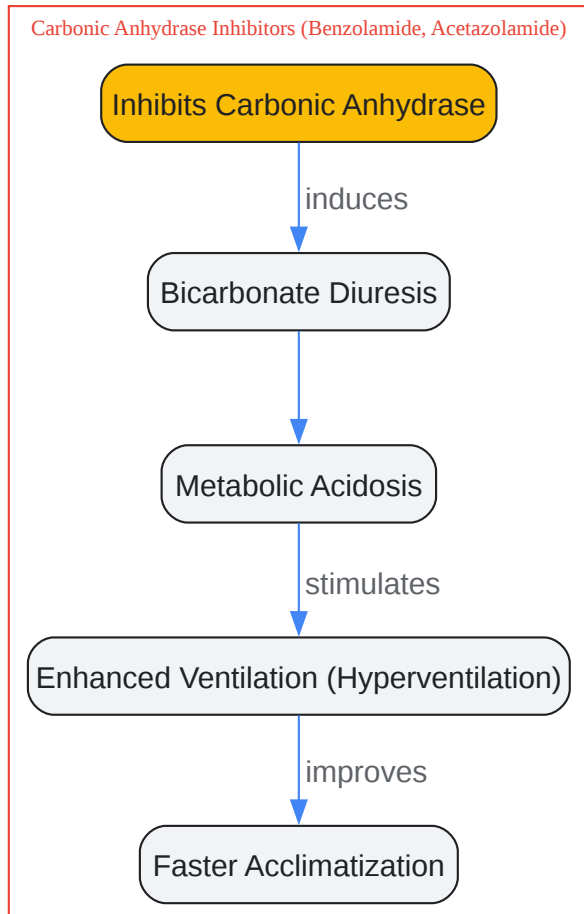 Carbonic Anhydrase Inhibitors (Benzolamide, Acetazolamide)
Inhibits Carbonic Anhydrase
induces
Bicarbonate Diuresis
Metabolic Acidosis
stimulates
Enhanced Ventilation (Hyperventilation)
improves
Faster Acclimatization